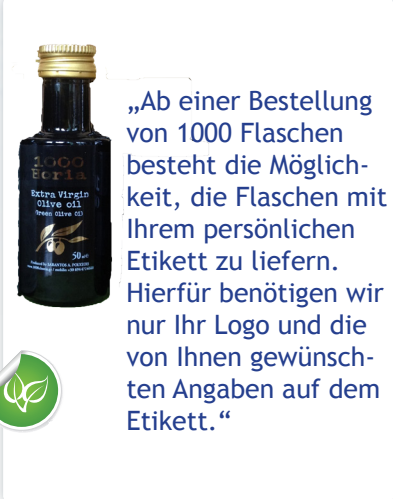 1000
Boria
Extra Virgin
Olive oil
(Green Olive Oil)
50 ml
„Ab einer Bestellung
von 1000 Flaschen
besteht die Möglich-
keit, die Flaschen mit
Ihrem persönlichen
Etikett zu liefern.
Hierfür benötigen wir
nur Ihr Logo und die
von Ihnen gewünsch-
ten Angaben auf dem
Etikett.“